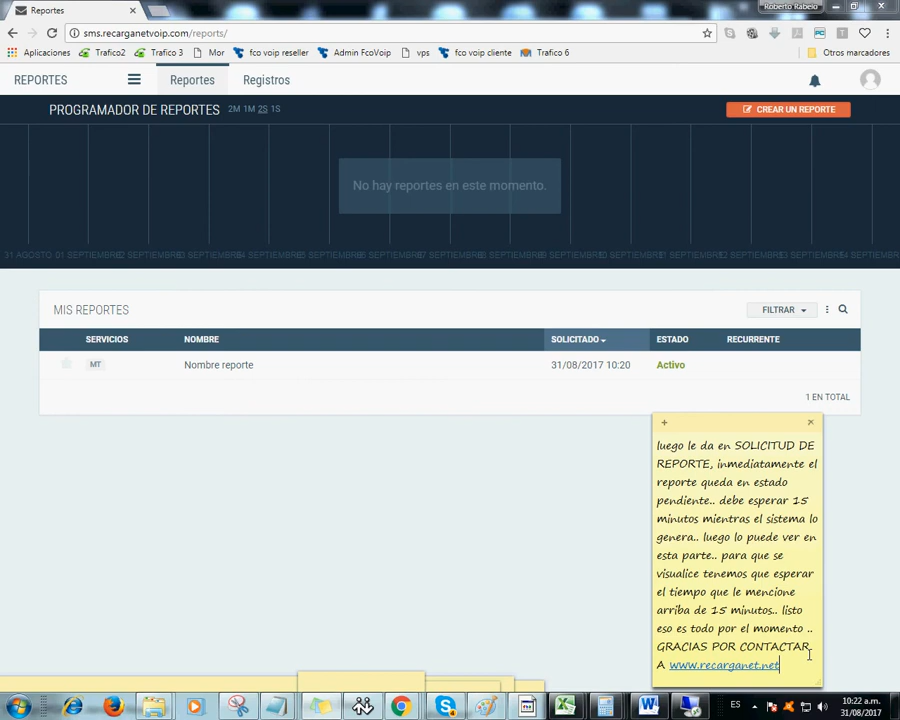 Reportes
Roberto Rabelo
sms.recarganetvoip.com/reports/
Aplicaciones Trafico2 Trafico 3 Mor fco voip reseller Admin FcoVoip vps fco voip cliente Trafico 6 Otros marcadores
REPORTES Reportes Registros
PROGRAMADOR DE REPORTES 2M 1M 2S 1S CREAR UN REPORTE
No hay reportes en este momento.
31 AGOSTO 01 SEPTIEMBRE
MIS REPORTES FILTRAR
SERVICIOS NOMBRE SOLICITADO ESTADO RECURRENTE
MT Nombre reporte 31/08/2017 10:20 Activo
1 EN TOTAL
luego le da en SOLICITUD DE
REPORTE, inmediatamente el
reporte queda en estado
pendiente.. debe esperar 15
minutos mientras el sistema lo
genera.. luego lo puede ver en
esta parte.. para que se
visualice tenemos que esperar
el tiempo que le mencione
arriba de 15 minutos.. listo
eso es todo por el momento ..
GRACIAS POR CONTACTAR
A www.recarganet.net
ES 10:22 a.m.
31/08/2017